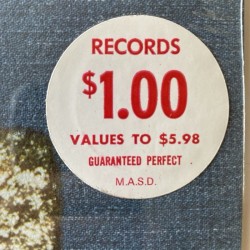 RECORDS
$1.00
VALUES TO $5.98
GUARANTEED PERFECT
M.A.S.D.